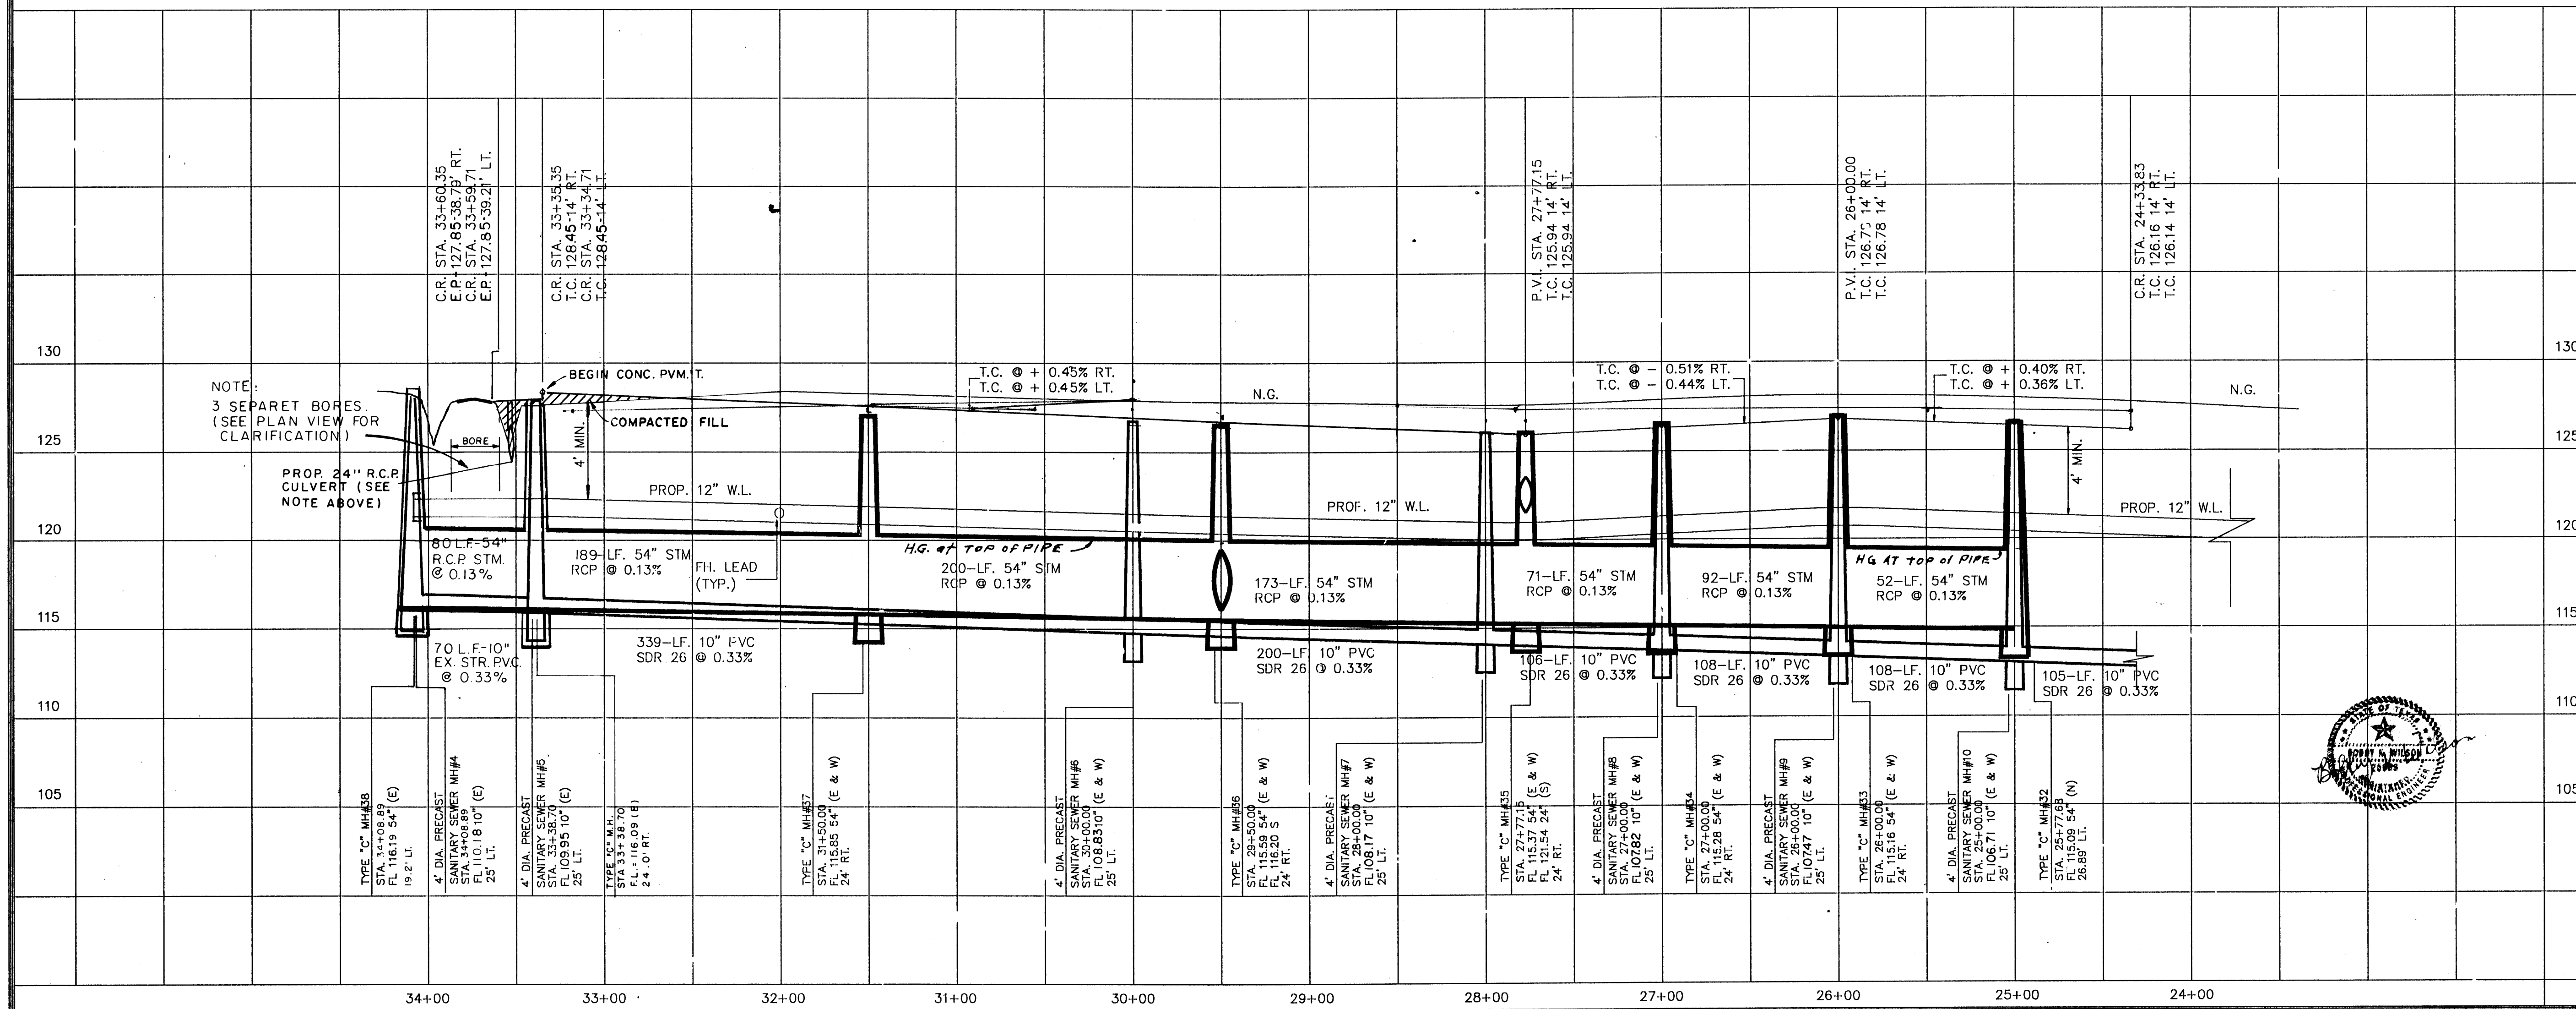 C.R. STA. 33+60.35
E.P.-127.85-38.79' RT.
C.R. STA. 33+59.71
E.P.-127.85-39.21' LT.
C.R. STA. 33+35.35
T.C. 128.45-14' RT.
C.R. STA. 33+34.71
T.C. 128.45-14' LT.
P.V.I. STA. 27+77.15
T.C. 125.94 14' RT.
T.C. 125.94 14' LT.
P.V.I. STA. 26+00.00
14' RT.
T.C. 126.78 14' LT.
C.R. STA. 24+33.83
T.C. 126.16 14' RT.
T.C. 126.14 14' LT.
130
130
NOTE:
3 SEPARET BORES.
(SEE PLAN VIEW FOR
CLARIFICATION)
BEGIN CONC. PVM'T.
T.C. @ + 0.45% RT.
T.C. @ + 0.45% LT.
N.G.
T.C. @ - 0.51% RT.
T.C. @ - 0.44% LT.
T.C. @ + 0.40% RT.
T.C. @ + 0.36% LT.
N.G.
COMPACTED FILL
125
125
BORE
4' MIN.
4' MIN.
PROP. 24" R.C.P.
CULVERT (SEE
NOTE ABOVE)
PROP. 12" W.L.
PROP. 12" W.L.
PROP. 12" W.L.
120
120
80 L.F.-54"
R.C.P. STM.
@ 0.13%
189-LF. 54" STM
RCP @ 0.13%
FH. LEAD
(TYP.)
H.G. at TOP of PIPE
200-LF. 54" STM
RCP @ 0.13%
173-LF. 54" STM
RCP @ 0.13%
71-LF. 54" STM
RCP @ 0.13%
92-LF. 54" STM
RCP @ 0.13%
HG AT TOP of PIPE
52-LF. 54" STM
RCP @ 0.13%
115
115
70 L.F.-10"
EX. STR. P.V.C.
@ 0.33%
339-LF. 10" PVC
SDR 26 @ 0.33%
200-LF. 10" PVC
SDR 26 @ 0.33%
106-LF. 10" PVC
SDR 26 @ 0.33%
108-LF. 10" PVC
SDR 26 @ 0.33%
108-LF. 10" PVC
SDR 26 @ 0.33%
105-LF. 10" PVC
SDR 26 @ 0.33%
110
110
STATE OF TEXAS
BOBBY WILSON
PROFESSIONAL ENGINEER
105
105
TYPE "C" MH#38
STA. 34+08.89
FL 116.19 54" (E)
19.2' LT.
4' DIA. PRECAST
SANITARY SEWER MH#4
STA. 34+08.89
FL 110.18 10" (E)
25' LT.
4' DIA. PRECAST
SANITARY SEWER MH#5
STA. 33+38.70
FL 109.95 10" (E)
25' LT.
TYPE "C" M.H.
STA 33+38.70
F.L.= 116.09 (E)
24.0' RT.
TYPE "C" MH#37
STA. 31+50.00
FL 115.85 54" (E & W)
24' RT.
4' DIA. PRECAST
SANITARY SEWER MH#6
STA. 30+00.00
FL 108.83 10" (E & W)
25' LT.
TYPE "C" MH#36
STA. 29+50.00
FL 115.59 54" (E & W)
FL 116.20 S
24' RT.
4' DIA. PRECAST
SANITARY SEWER MH#7
STA. 28+00.00
FL 108.17 10" (E & W)
25' LT.
TYPE "C" MH#35
STA. 27+77.15
FL 115.37 54" (E & W)
FL 121.54 24" (S)
24' RT.
4' DIA. PRECAST
SANITARY SEWER MH#8
STA. 27+00.00
FL 107.82 10" (E & W)
25' LT.
TYPE "C" MH#34
STA. 27+00.00
FL 115.28 54" (E & W)
24' RT.
4' DIA. PRECAST
SANITARY SEWER MH#9
STA. 26+00.00
FL 107.47 10" (E & W)
25' LT.
TYPE "C" MH#33
STA. 26+00.00
FL 115.16 54" (E & W)
24' RT.
4' DIA. PRECAST
SANITARY SEWER MH#10
STA. 25+00.00
FL 106.71 10" (E & W)
25' LT.
TYPE "C" MH#32
STA. 25+77.68
FL 115.09 54" (N)
26.89' LT.
34+00
33+00
32+00
31+00
30+00
29+00
28+00
27+00
26+00
25+00
24+00